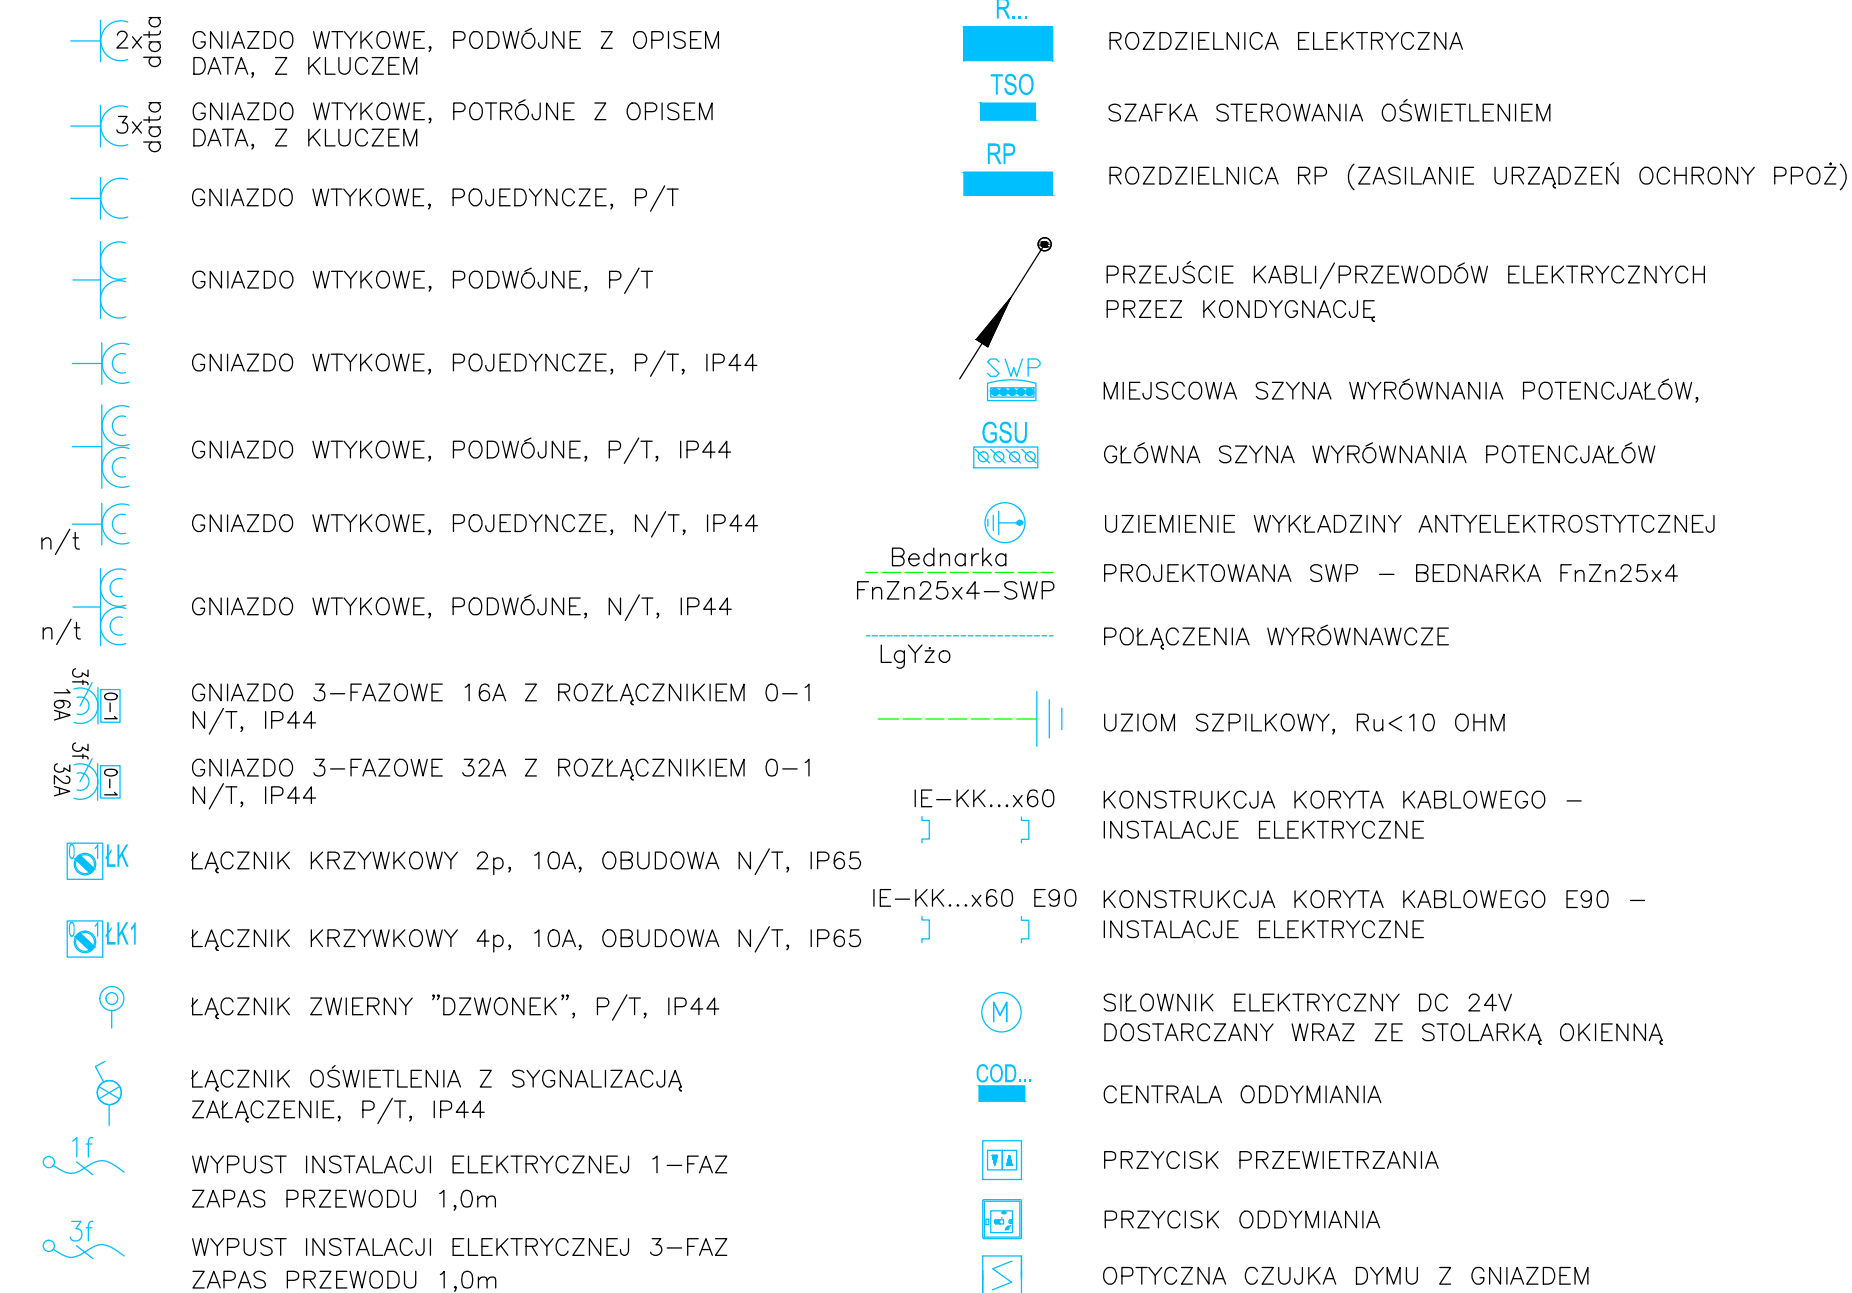 2x
data
GNIAZDO WTYKOWE, PODWÓJNE Z OPISEM
DATA, Z KLUCZEM
3x
data
GNIAZDO WTYKOWE, POTRÓJNE Z OPISEM
DATA, Z KLUCZEM
GNIAZDO WTYKOWE, POJEDYNCZE, P/T
GNIAZDO WTYKOWE, PODWÓJNE, P/T
GNIAZDO WTYKOWE, POJEDYNCZE, P/T, IP44
GNIAZDO WTYKOWE, PODWÓJNE, P/T, IP44
n/t
GNIAZDO WTYKOWE, POJEDYNCZE, N/T, IP44
n/t
GNIAZDO WTYKOWE, PODWÓJNE, N/T, IP44
3f
16A
0-1
GNIAZDO 3-FAZOWE 16A Z ROZŁĄCZNIKIEM 0-1
N/T, IP44
3f
32A
0-1
GNIAZDO 3-FAZOWE 32A Z ROZŁĄCZNIKIEM 0-1
N/T, IP44
0 1 ŁK
ŁĄCZNIK KRZYWKOWY 2p, 10A, OBUDOWA N/T, IP65
0 1 ŁK1
ŁĄCZNIK KRZYWKOWY 4p, 10A, OBUDOWA N/T, IP65
ŁĄCZNIK ZWIERNY "DZWONEK", P/T, IP44
ŁĄCZNIK OŚWIETLENIA Z SYGNALIZACJĄ
ZAŁĄCZENIE, P/T, IP44
1f
WYPUST INSTALACJI ELEKTRYCZNEJ 1-FAZ
ZAPAS PRZEWODU 1,0m
3f
WYPUST INSTALACJI ELEKTRYCZNEJ 3-FAZ
ZAPAS PRZEWODU 1,0m
R...
ROZDZIELNICA ELEKTRYCZNA
TSO
SZAFKA STEROWANIA OŚWIETLENIEM
RP
ROZDZIELNICA RP (ZASILANIE URZĄDZEŃ OCHRONY PPOŻ)
PRZEJŚCIE KABLI/PRZEWODÓW ELEKTRYCZNYCH
PRZEZ KONDYGNACJĘ
SWP
MIEJSCOWA SZYNA WYRÓWNANIA POTENCJAŁÓW,
GSU
GŁÓWNA SZYNA WYRÓWNANIA POTENCJAŁÓW
UZIEMIENIE WYKŁADZINY ANTYELEKTROSTYTCZNEJ
Bednarka
FnZn25x4-SWP
PROJEKTOWANA SWP - BEDNARKA FnZn25x4
LgYżo
POŁĄCZENIA WYRÓWNAWCZE
UZIOM SZPILKOWY, Ru<10 OHM
IE-KK...x60
KONSTRUKCJA KORYTA KABLOWEGO -
INSTALACJE ELEKTRYCZNE
IE-KK...x60 E90
KONSTRUKCJA KORYTA KABLOWEGO E90 -
INSTALACJE ELEKTRYCZNE
M
SIŁOWNIK ELEKTRYCZNY DC 24V
DOSTARCZANY WRAZ ZE STOLARKĄ OKIENNĄ
COD...
CENTRALA ODDYMIANIA
PRZYCISK PRZEWIETRZANIA
PRZYCISK ODDYMIANIA
OPTYCZNA CZUJKA DYMU Z GNIAZDEM